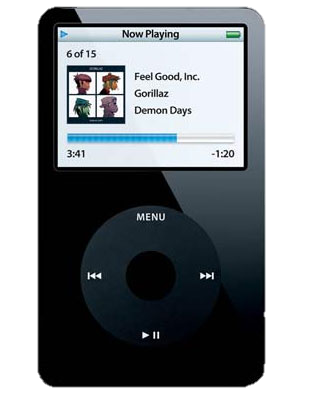 Now Playing
6 of 15
Feel Good, Inc.
Gorillaz
Demon Days
3:41 -1:20
MENU